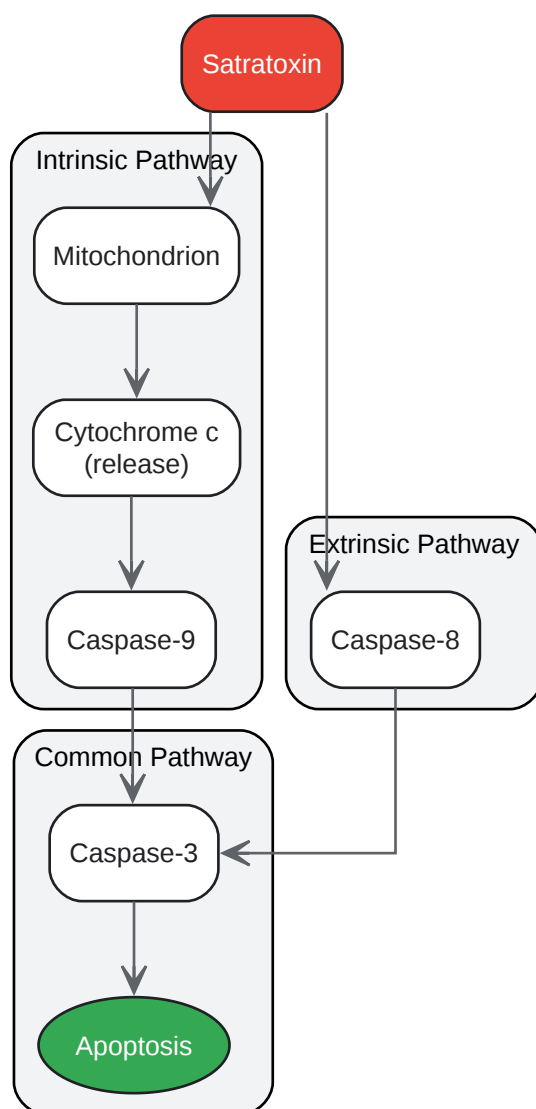 Satratoxin
Intrinsic Pathway
Mitochondrion
Cytochrome c
(release)
Extrinsic Pathway
Caspase-9
Caspase-8
Common Pathway
Caspase-3
Apoptosis